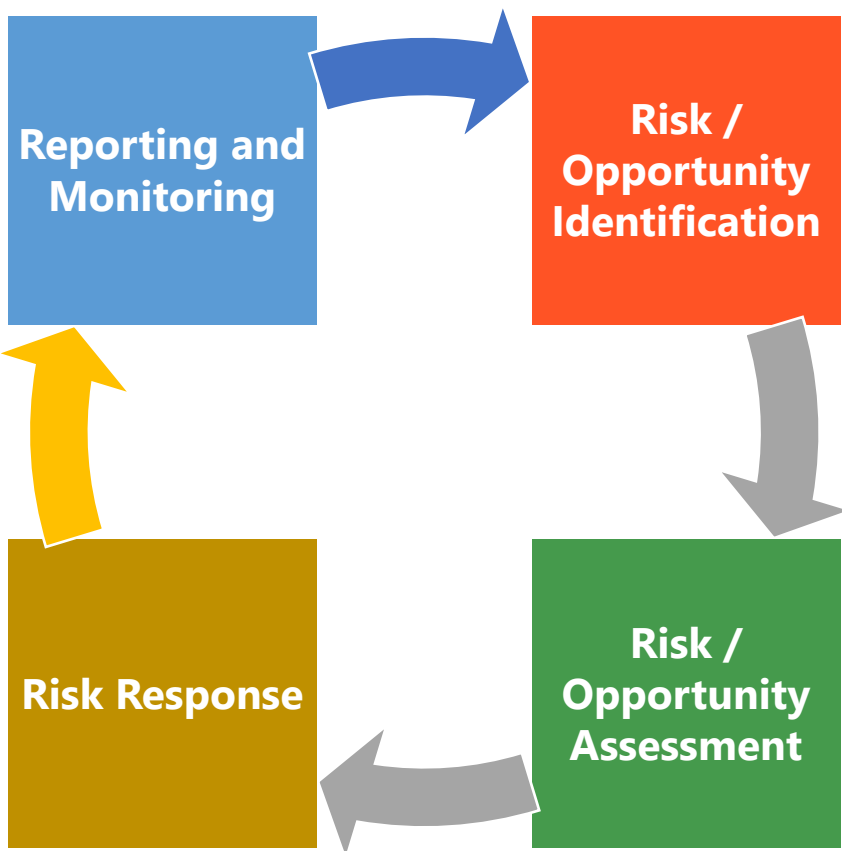 Reporting and
Monitoring
Risk /
Opportunity
Identification
Risk Response
Risk /
Opportunity
Assessment